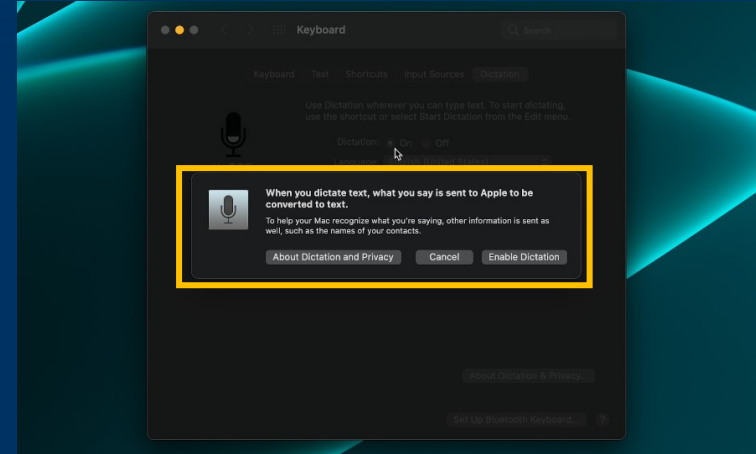 Keyboard
Search
Keyboard Text Shortcuts Input Sources Dictation
Use Dictation wherever you can type text. To start dictating,
use the shortcut or select Start Dictation from the Edit menu.
Dictation: On Off
Language: English (United States)
When you dictate text, what you say is sent to Apple to be
converted to text.
To help your Mac recognize what you're saying, other information is sent as
well, such as the names of your contacts.
About Dictation and Privacy Cancel Enable Dictation
About Dictation & Privacy...
Set Up Bluetooth Keyboard... ?